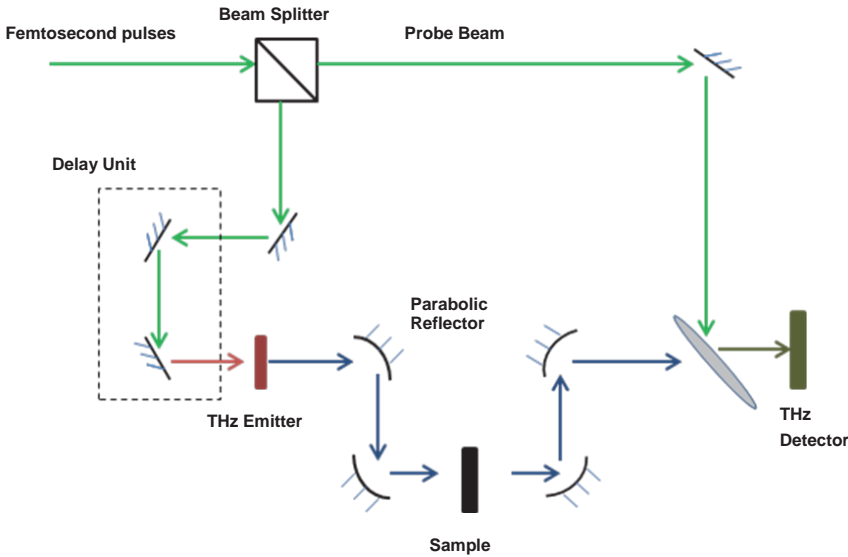 Beam Splitter
Femtosecond pulses
Probe Beam
Delay Unit
Parabolic
Reflector
THz Emitter
THz
Detector
Sample